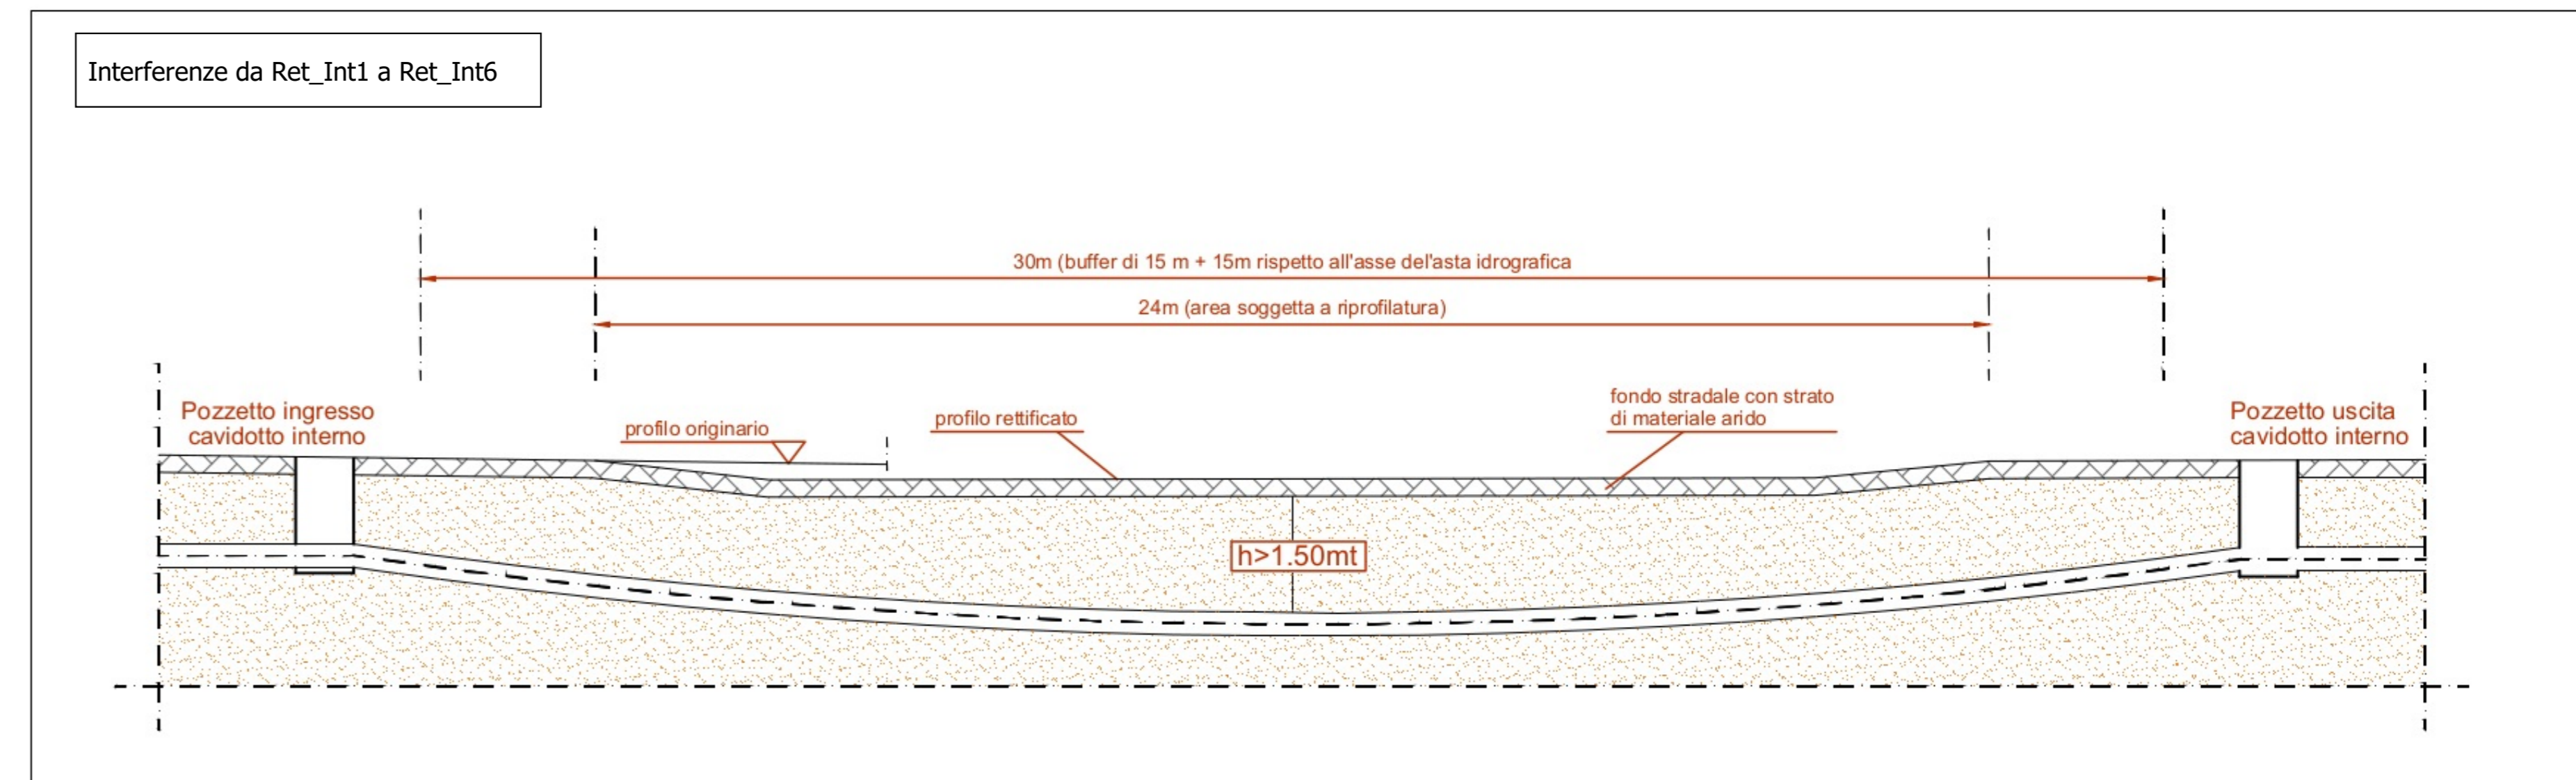 Interferenze da Ret_Int1 a Ret_Int6
30m (buffer di 15 m + 15m rispetto all'asse del'asta idrografica
24m (area soggetta a riprofilatura)
Pozzetto ingresso
cavidotto interno
profilo originario
profilo rettificato
fondo stradale con strato
di materiale arido
Pozzetto uscita
cavidotto interno
h>1.50mt